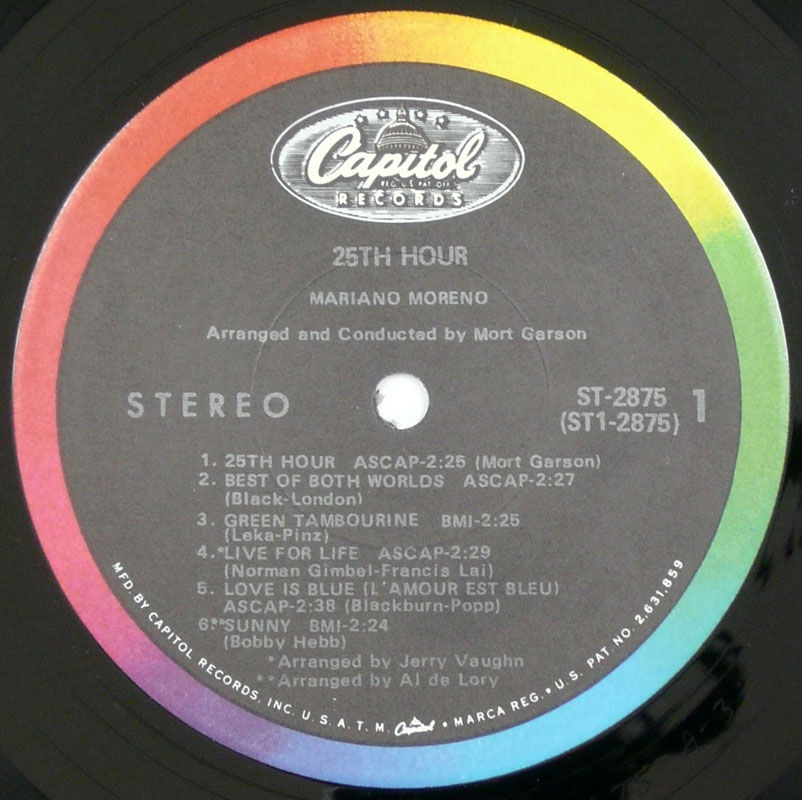 Capitol
REG. U.S. PAT. OFF.
RECORDS
25TH HOUR
MARIANO MORENO
Arranged and Conducted by Mort Garson
STEREO
ST-2875
(ST1-2875)
1
1. 25TH HOUR ASCAP-2:25 (Mort Garson)
2. BEST OF BOTH WORLDS ASCAP-2:27
(Black-London)
3. GREEN TAMBOURINE BMI-2:25
(Leka-Pinz)
4.*LIVE FOR LIFE ASCAP-2:29
(Norman Gimbel-Francis Lai)
5. LOVE IS BLUE (L'AMOUR EST BLEU)
ASCAP-2:38 (Blackburn-Popp)
6.**SUNNY BMI-2:24
(Bobby Hebb)
*Arranged by Jerry Vaughn
**Arranged by Al de Lory
MFD BY CAPITOL RECORDS, INC. U. S. A. T. M. Capitol • MARCA REG. • U. S. PAT NO. 2,631,859